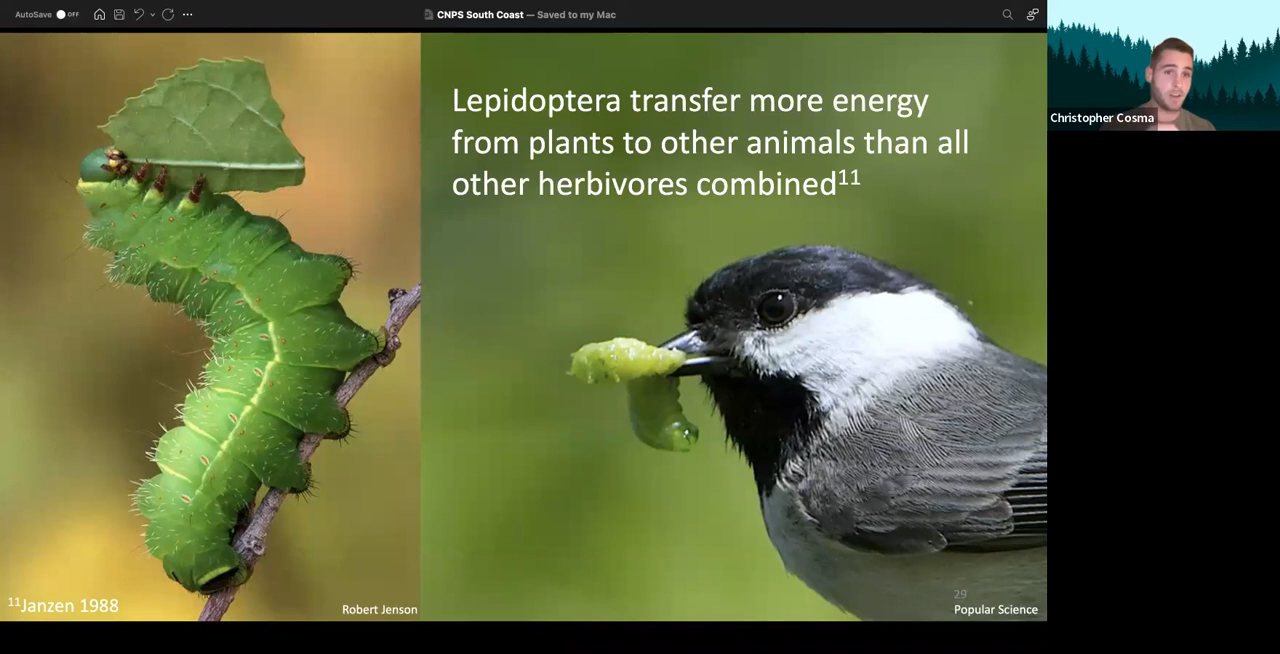 AutoSave OFF
CNPS South Coast — Saved to my Mac
Lepidoptera transfer more energy
from plants to other animals than all
other herbivores combined11
Christopher Cosma
11Janzen 1988
Robert Jenson
29
Popular Science